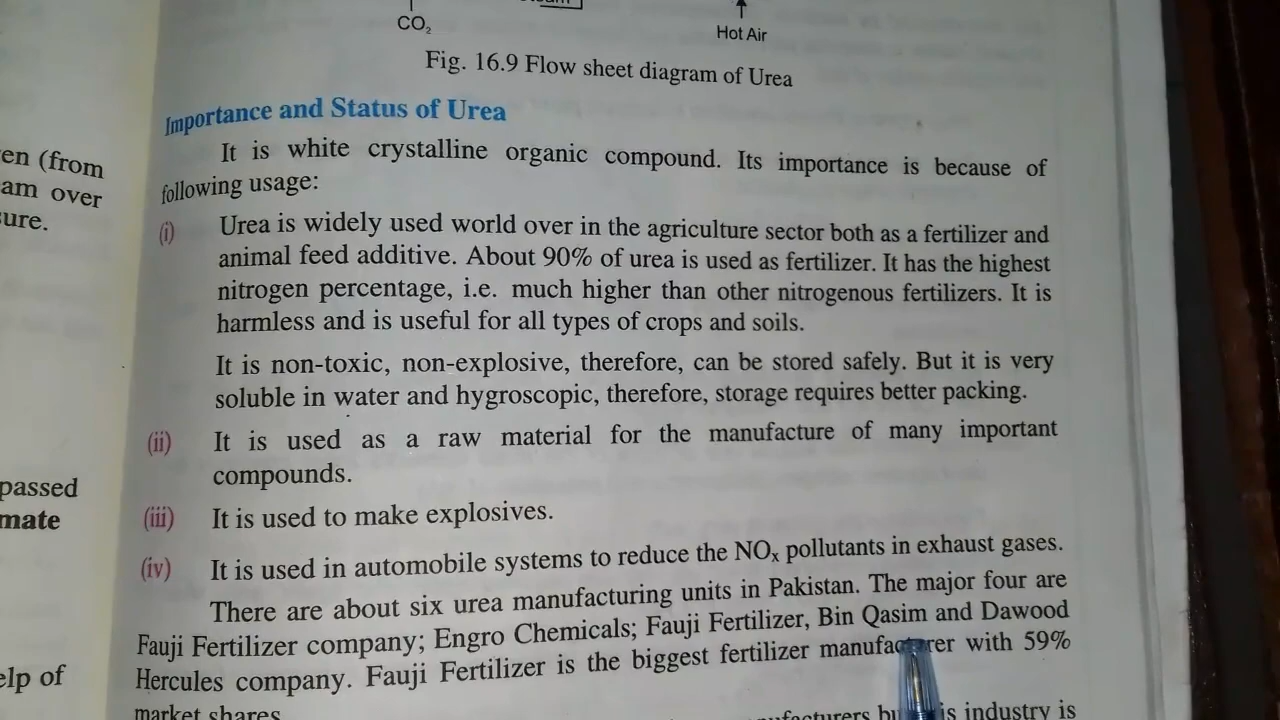 CO₂
Hot Air
Fig. 16.9 Flow sheet diagram of Urea
Importance and Status of Urea
It is white crystalline organic compound. Its importance is because of
following usage:
(i) Urea is widely used world over in the agriculture sector both as a fertilizer and
animal feed additive. About 90% of urea is used as fertilizer. It has the highest
nitrogen percentage, i.e. much higher than other nitrogenous fertilizers. It is
harmless and is useful for all types of crops and soils.
It is non-toxic, non-explosive, therefore, can be stored safely. But it is very
soluble in water and hygroscopic, therefore, storage requires better packing.
(ii) It is used as a raw material for the manufacture of many important
compounds.
(iii) It is used to make explosives.
(iv) It is used in automobile systems to reduce the NOₓ pollutants in exhaust gases.
There are about six urea manufacturing units in Pakistan. The major four are
Fauji Fertilizer company; Engro Chemicals; Fauji Fertilizer, Bin Qasim and Dawood
Hercules company. Fauji Fertilizer is the biggest fertilizer manufacturer with 59%
market shares
industry is
(from
am over
passed
mate
of